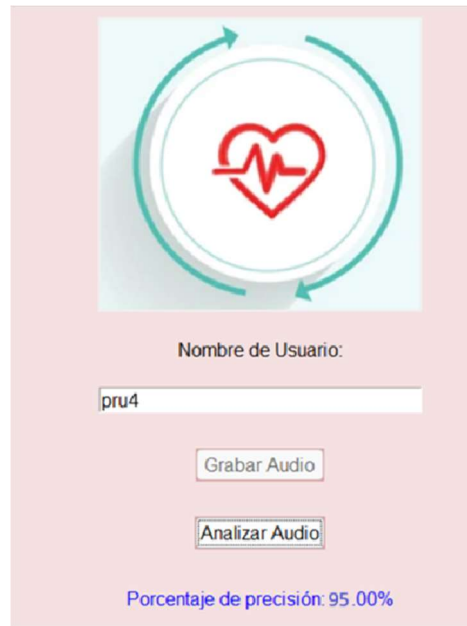 Nombre de Usuario:
pru4
Grabar Audio
Analizar Audio
Porcentaje de precisión: 95.00%